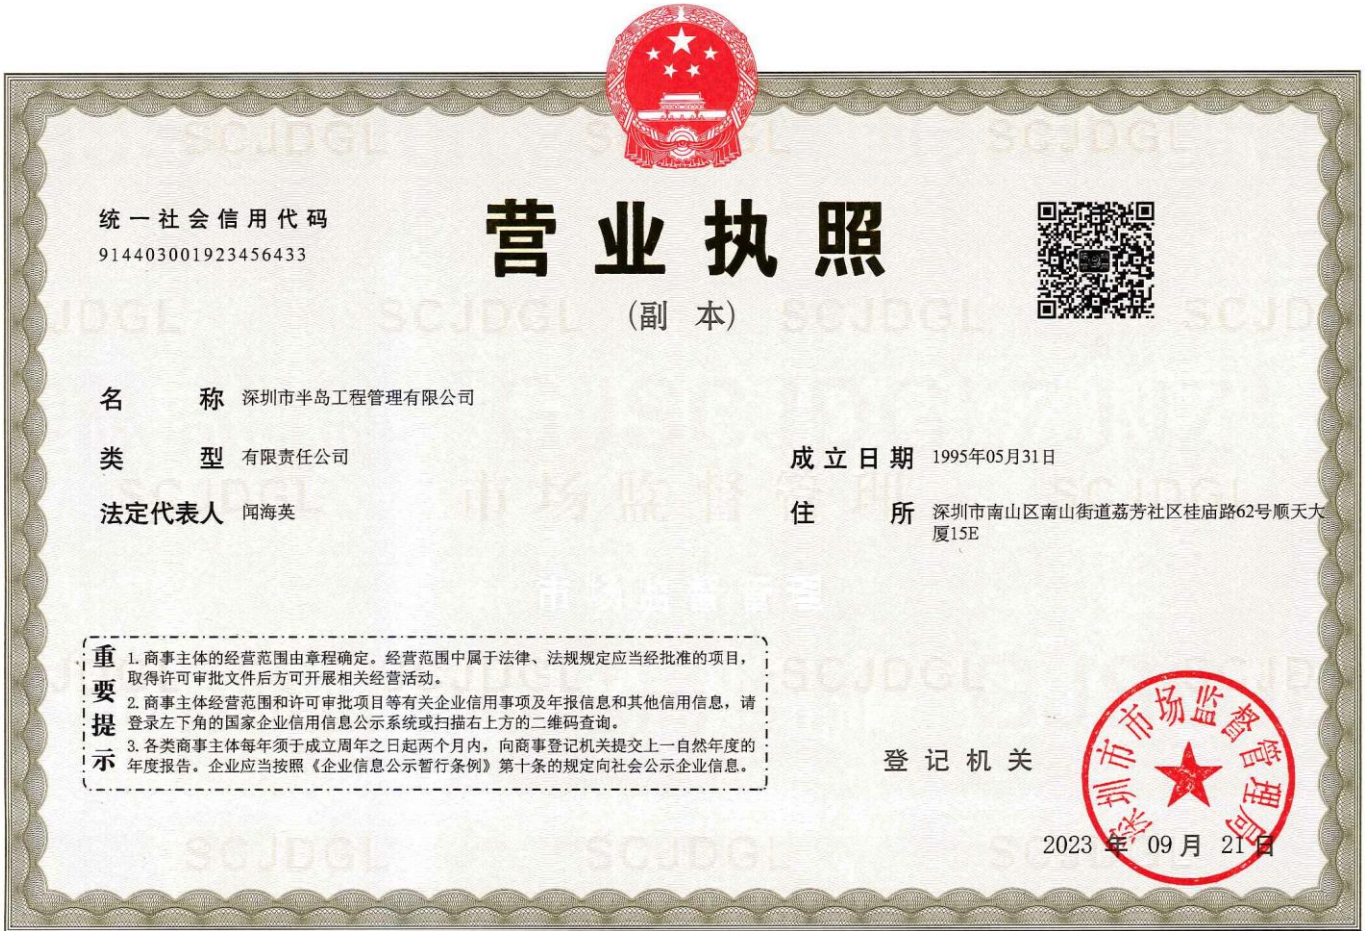 统一社会信用代码
914403001923456433
营业执照
(副 本)
名 称 深圳市半岛工程管理有限公司
类 型 有限责任公司
法定代表人 闻海英
成立日期 1995年05月31日
住 所 深圳市南山区南山街道荔芳社区桂庙路62号顺天大
厦15E
重要提示
1. 商事主体的经营范围由章程确定。经营范围中属于法律、法规规定应当经批准的项目，
取得许可审批文件后方可开展相关经营活动。
2. 商事主体经营范围和许可审批项目等有关企业信用事项及年报信息和其他信用信息，请
登录左下角的国家企业信用信息公示系统或扫描右上方的二维码查询。
3. 各类商事主体每年须于成立周年之日起两个月内，向商事登记机关提交上一自然年度的
年度报告。企业应当按照《企业信息公示暂行条例》第十条的规定向社会公示企业信息。
登记机关
深圳市市场监督管理局
2023 年 09 月 21 日
SCJDGL
市场监督管理